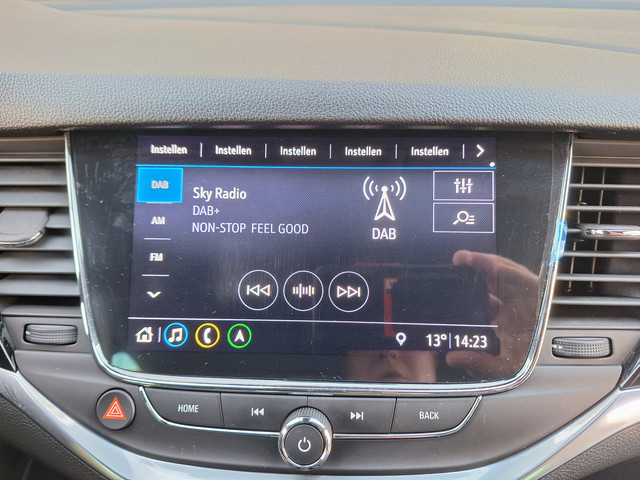 Instellen | Instellen | Instellen | Instellen | Instellen |
DAB
Sky Radio
DAB+
NON-STOP FEEL GOOD
DAB
AM
FM
13° | 14:23
HOME
BACK